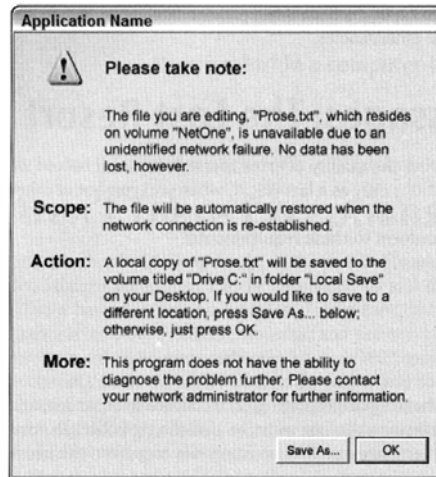 Application Name
Please take note:
The file you are editing, "Prose.txt", which resides
on volume "NetOne", is unavailable due to an
unidentified network failure. No data has been
lost, however.
Scope: The file will be automatically restored when the
network connection is re-established.
Action: A local copy of "Prose.txt" will be saved to the
volume titled "Drive C:" in folder "Local Save"
on your Desktop. If you would like to save to a
different location, press Save As... below;
otherwise, just press OK.
More: This program does not have the ability to
diagnose the problem further. Please contact
your network administrator for further information.
Save As... OK